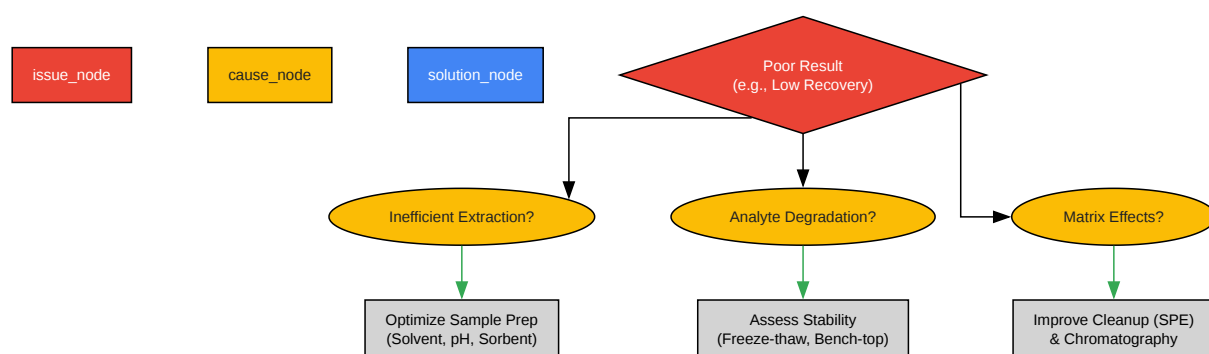 issue_node
cause_node
solution_node
Poor Result
(e.g., Low Recovery)
Inefficient Extraction?
Analyte Degradation?
Matrix Effects?
Optimize Sample Prep
(Solvent, pH, Sorbent)
Assess Stability
(Freeze-thaw, Bench-top)
Improve Cleanup (SPE)
& Chromatography